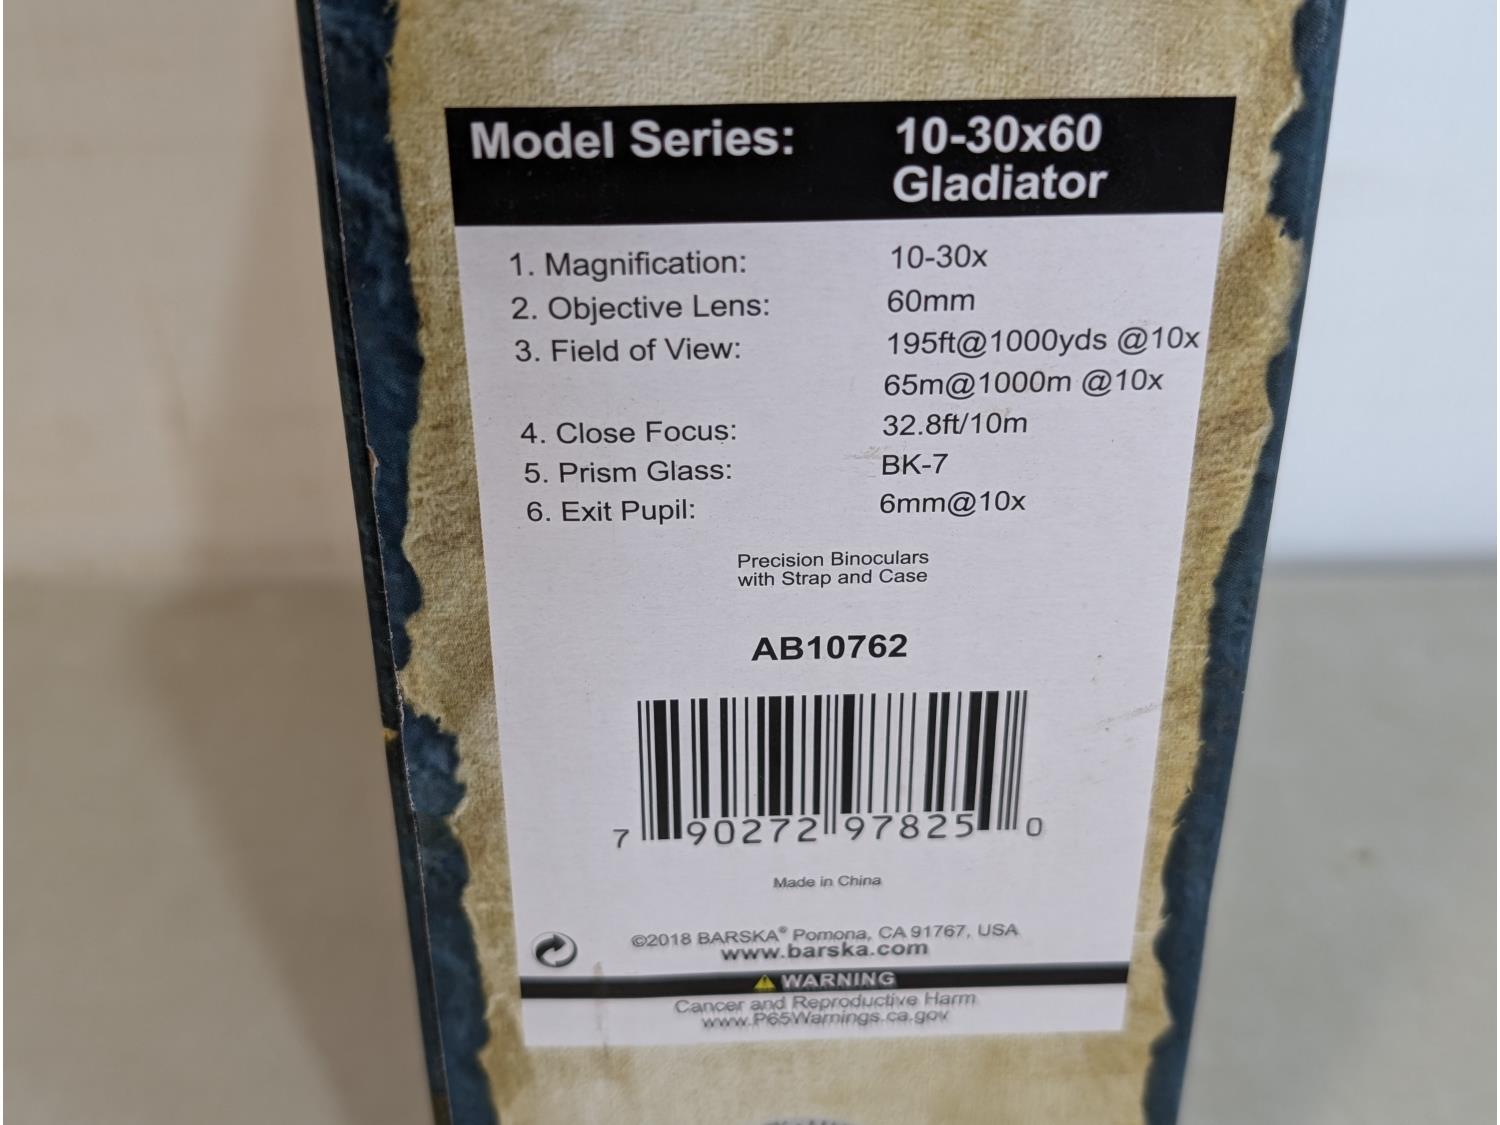 Model Series: 10-30x60
Gladiator
1. Magnification: 10-30x
2. Objective Lens: 60mm
3. Field of View: 195ft@1000yds @10x
65m@1000m @10x
4. Close Focus: 32.8ft/10m
5. Prism Glass: BK-7
6. Exit Pupil: 6mm@10x
Precision Binoculars
with Strap and Case
AB10762
7 90272 97825 0
Made in China
©2018 BARSKA® Pomona, CA 91767, USA
www.barska.com
WARNING
Cancer and Reproductive Harm
www.P65Warnings.ca.gov